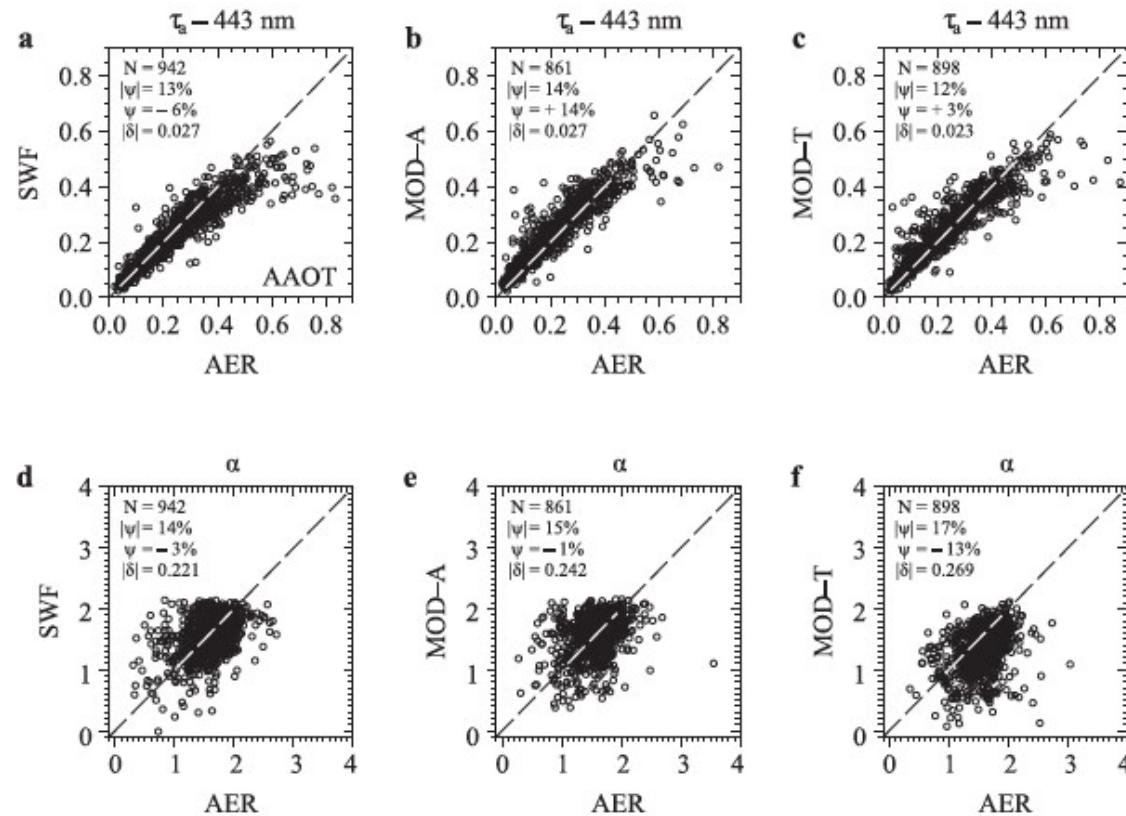 a
τa – 443 nm
N = 942
|ψ| = 13%
ψ = – 6%
|δ| = 0.027
AAOT
0.8
0.6
0.4
0.2
0.0
0.0 0.2 0.4 0.6 0.8
SWF
AER
b
τa – 443 nm
N = 861
|ψ| = 14%
ψ = + 14%
|δ| = 0.027
0.8
0.6
0.4
0.2
0.0
0.0 0.2 0.4 0.6 0.8
MOD–A
AER
c
τa – 443 nm
N = 898
|ψ| = 12%
ψ = + 3%
|δ| = 0.023
0.8
0.6
0.4
0.2
0.0
0.0 0.2 0.4 0.6 0.8
MOD–T
AER
d
α
N = 942
|ψ| = 14%
ψ = – 3%
|δ| = 0.221
4
3
2
1
0
0 1 2 3 4
SWF
AER
e
α
N = 861
|ψ| = 15%
ψ = – 1%
|δ| = 0.242
4
3
2
1
0
0 1 2 3 4
MOD–A
AER
f
α
N = 898
|ψ| = 17%
ψ = – 13%
|δ| = 0.269
4
3
2
1
0
0 1 2 3 4
MOD–T
AER